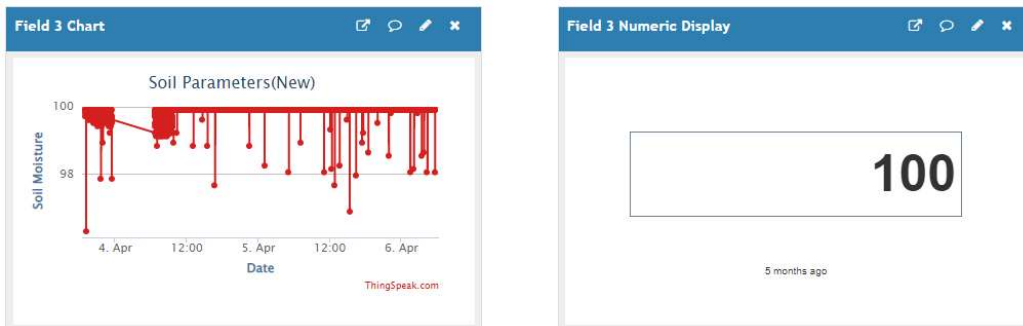 Field 3 Chart
Soil Parameters(New)
100
98
Soil Moisture
4. Apr 12:00 5. Apr 12:00 6. Apr
Date
ThingSpeak.com
Field 3 Numeric Display
100
5 months ago